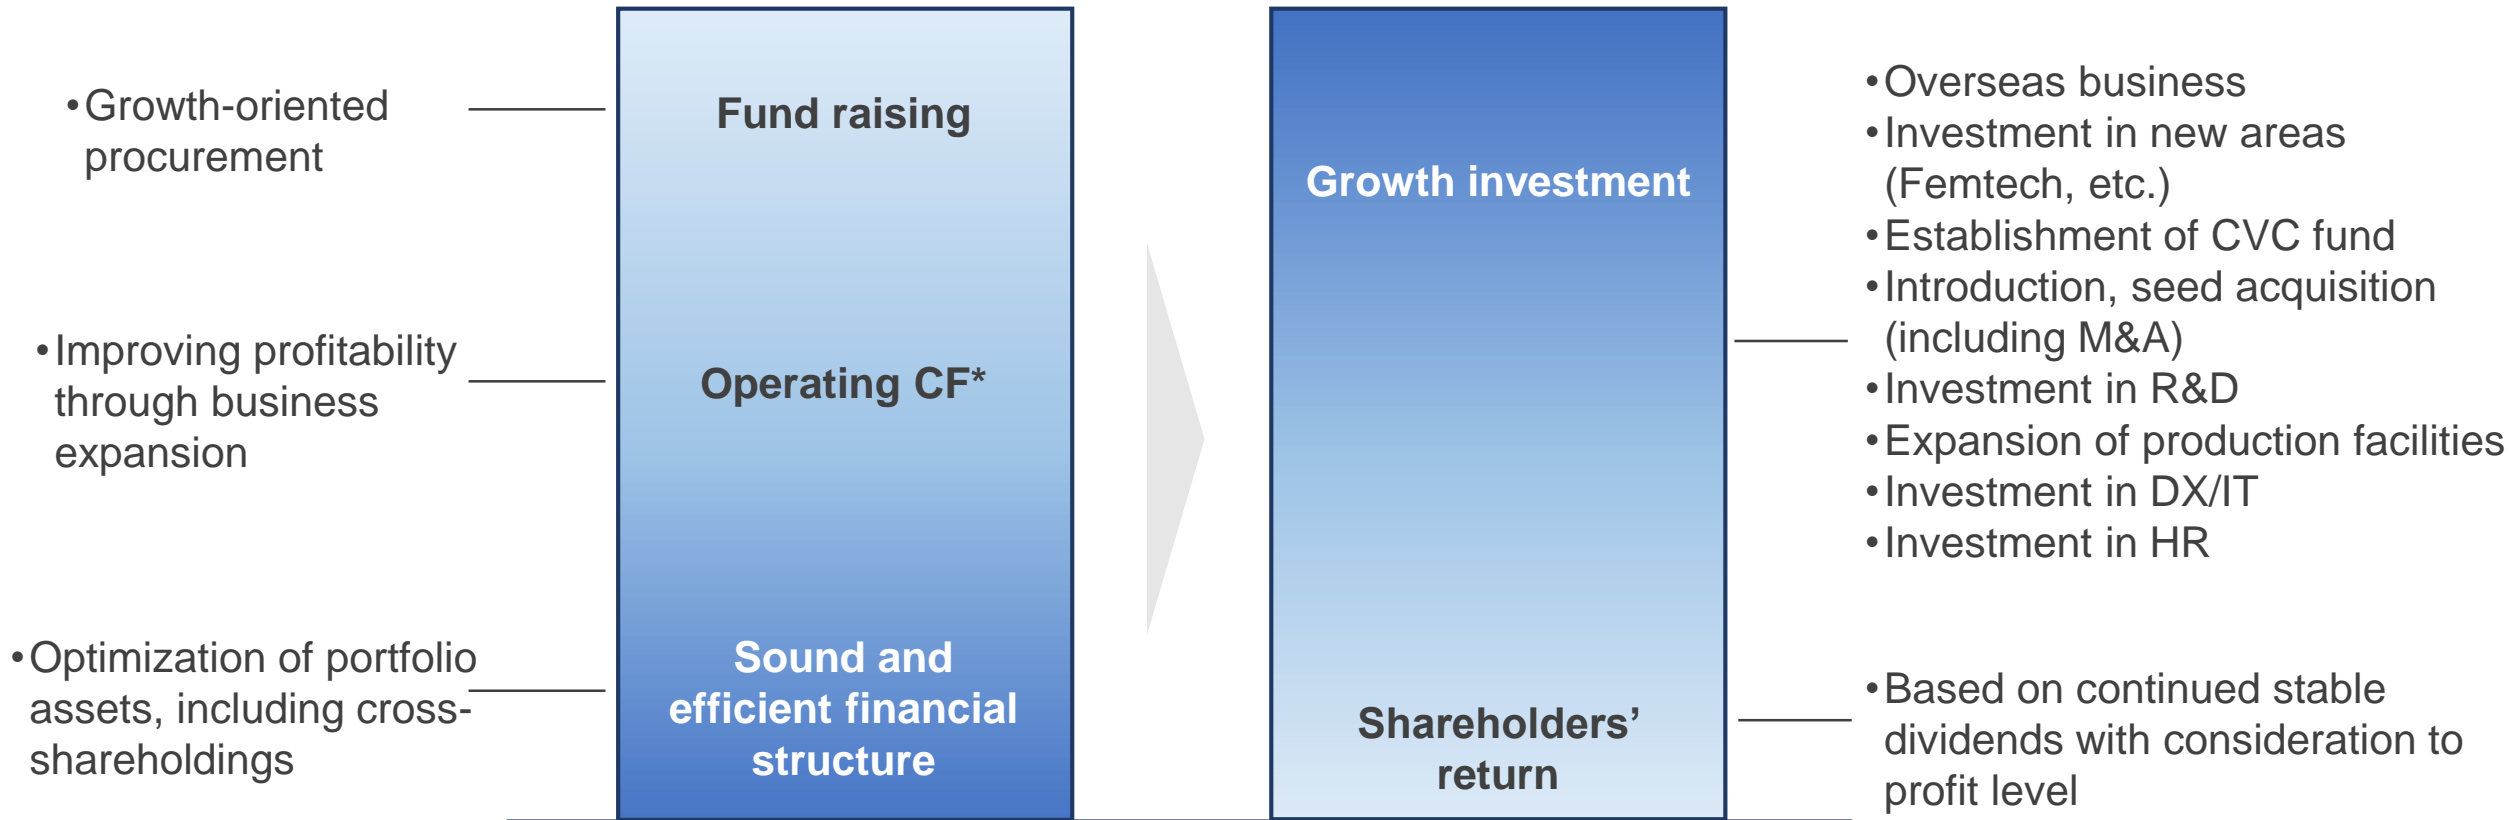 •Growth-oriented
procurement
•Improving profitability
through business
expansion
•Optimization of portfolio
assets, including cross-
shareholdings
Fund raising
Operating CF*
Sound and
efficient financial
structure
Growth investment
Shareholders’
return
•Overseas business
•Investment in new areas
(Femtech, etc.)
•Establishment of CVC fund
•Introduction, seed acquisition
(including M&A)
•Investment in R&D
•Expansion of production facilities
•Investment in DX/IT
•Investment in HR
•Based on continued stable
dividends with consideration to
profit level